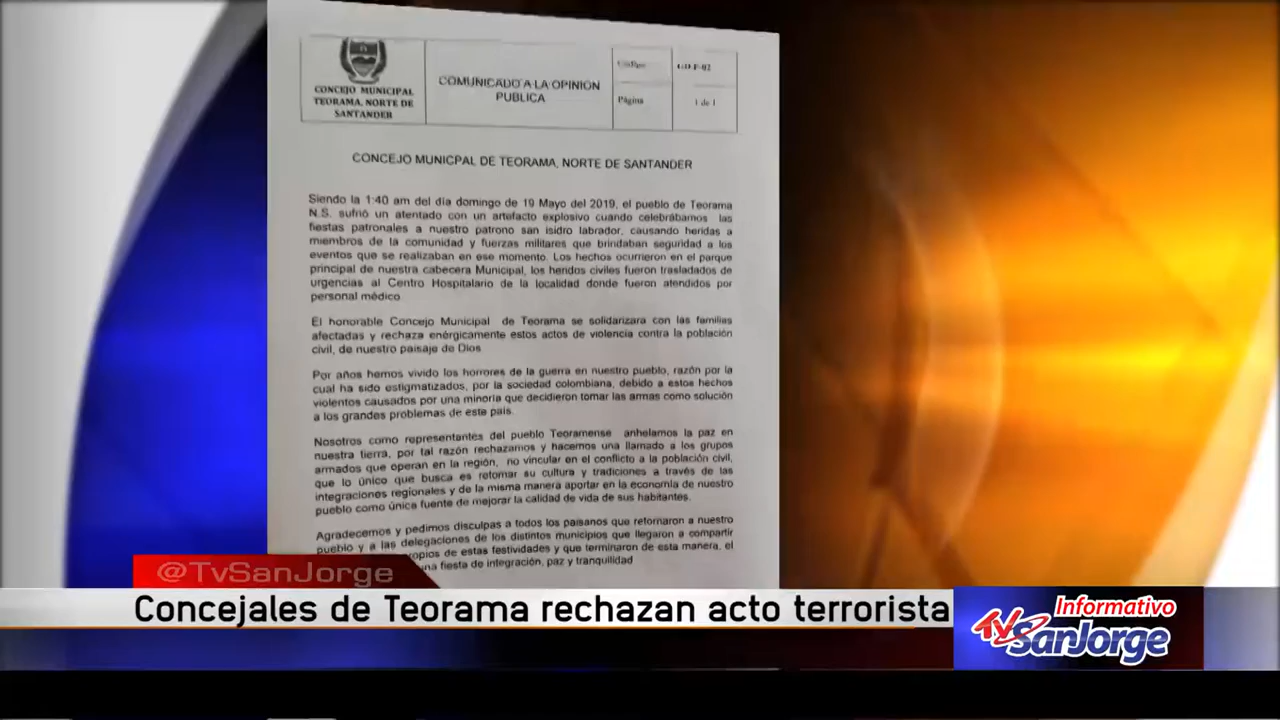 CONCEJO MUNICIPAL
TEORAMA, NORTE DE
SANTANDER
COMUNICADO A LA OPINION
PUBLICA
Código
GD-F-02
Página
1 de 1
CONCEJO MUNICPAL DE TEORAMA, NORTE DE SANTANDER
Siendo la 1:40 am del día domingo de 19 Mayo del 2019, el pueblo de Teorama
N.S. sufrió un atentado con un artefacto explosivo cuando celebrábamos las
fiestas patronales a nuestro patrono san isidro labrador, causando heridas a
miembros de la comunidad y fuerzas militares que brindaban seguridad a los
eventos que se realizaban en ese momento. Los hechos ocurrieron en el parque
principal de nuestra cabecera Municipal, los heridos civiles fueron trasladados de
urgencias al Centro Hospitalario de la localidad donde fueron atendidos por
personal médico.
El honorable Concejo Municipal de Teorama se solidarizara con las familias
afectadas y rechaza enérgicamente estos actos de violencia contra la población
civil, de nuestro paisaje de Dios
Por años hemos vivido los horrores de la guerra en nuestro pueblo, razón por la
cual ha sido estigmatizados, por la sociedad colombiana, debido a estos hechos
violentos causados por una minoría que decidieron tomar las armas como solución
a los grandes problemas de este país.
Nosotros como representantes del pueblo Teoramense anhelamos la paz en
nuestra tierra, por tal razón rechazamos y hacemos una llamado a los grupos
armados que operan en la región, no vincular en el conflicto a la población civil,
que lo único que busca es retomar su cultura y tradiciones a través de las
integraciones regionales y de la misma manera aportar en la economía de nuestro
pueblo como única fuente de mejorar la calidad de vida de sus habitantes.
Agradecemos y pedimos disculpas a todos los paisanos que retornaron a nuestro
pueblo y a las delegaciones de los distintos municipios que llegaron a compartir
ropios de estas festividades y que terminaron de esta manera, el
una fiesta de integración, paz y tranquilidad
@TvSanJorge
Concejales de Teorama rechazan acto terrorista
Informativo
TV SanJorge